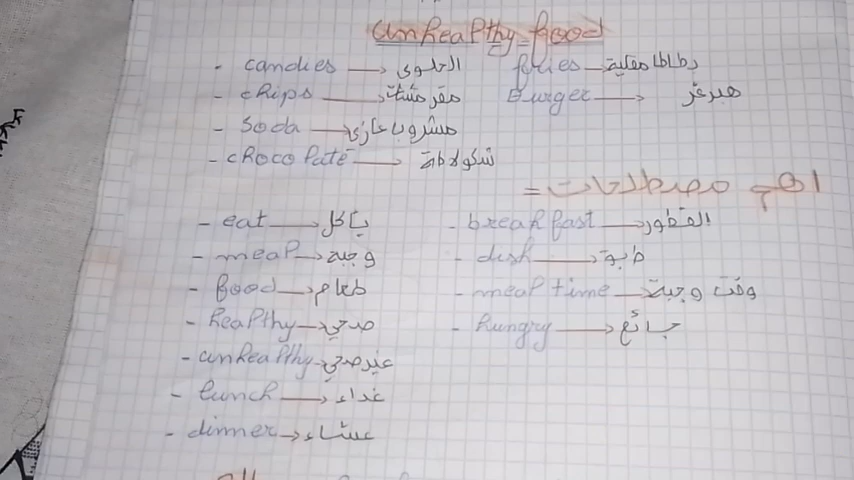 Unhealthy food
- candies → الحلوى fries → بطاطا مقلية
- chips → مقرمشات Burger → همبرغر
- Soda → مشروب غازي
- chocolate → شكولاطة
اهم مصطلحات =
- eat → يأكل - breakfast → الفطور
- meal → وجبة - dish → طبق
- food → طعام - meal time → وقت وجبة
- healthy → صحي - hungry → جائع
- unhealthy → غير صحي
- lunch → غداء
- dinner → عشاء